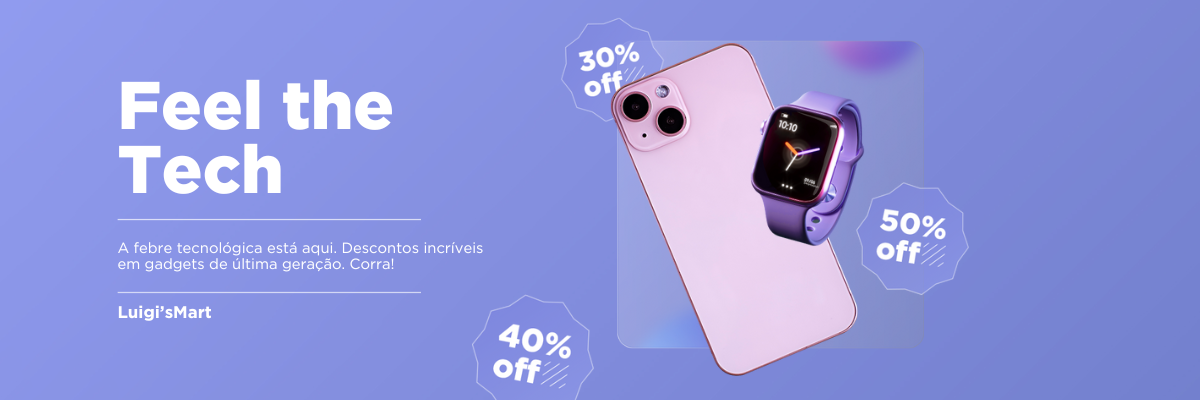 Feel the
Tech
A febre tecnológica está aqui. Descontos incríveis
em gadgets de última geração. Corra!
Luigi’sMart
30%
off
10:10
50%
off
40%
off